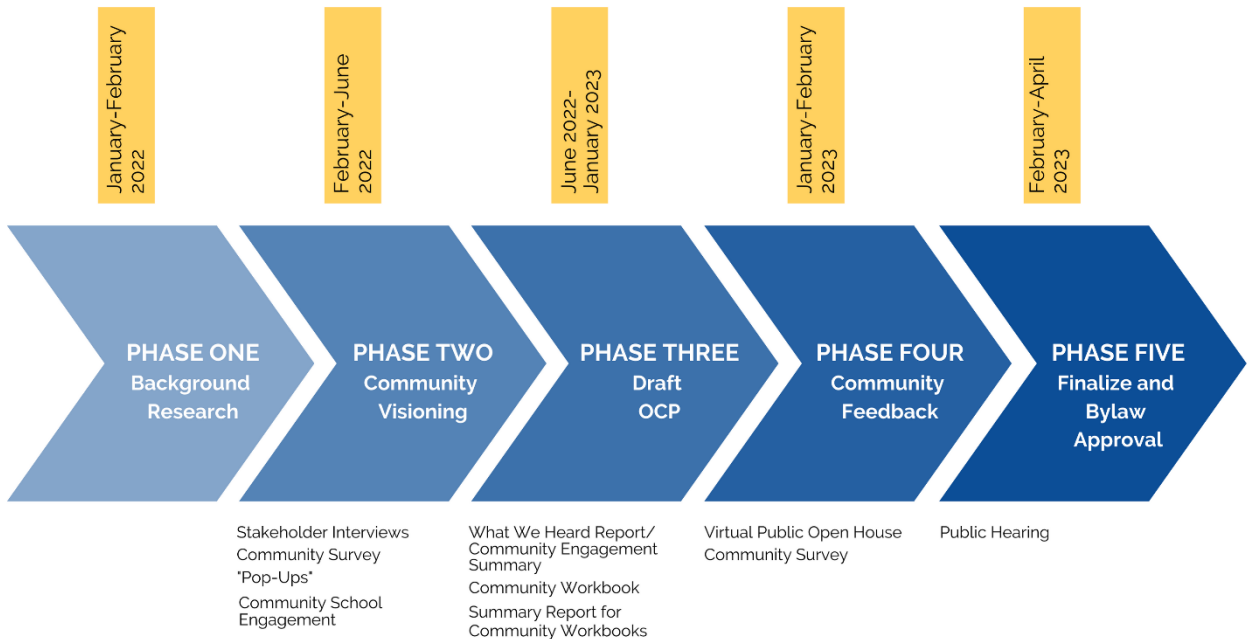 January-February
2022
February-June
2022
June 2022-
January 2023
January-February
2023
February-April
2023
PHASE ONE
Background
Research
PHASE TWO
Community
Visioning
PHASE THREE
Draft
OCP
PHASE FOUR
Community
Feedback
PHASE FIVE
Finalize and
Bylaw
Approval
Stakeholder Interviews
Community Survey
"Pop-Ups"
Community School
Engagement
What We Heard Report/
Community Engagement
Summary
Community Workbook
Summary Report for
Community Workbooks
Virtual Public Open House
Community Survey
Public Hearing